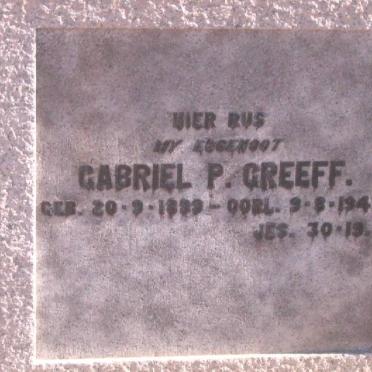 HIER RUS
MY EGGENOOT
GABRIEL P. GREEFF.
GEB. 20·9·1889 – OORL. 9·8·194
JES. 30·19.